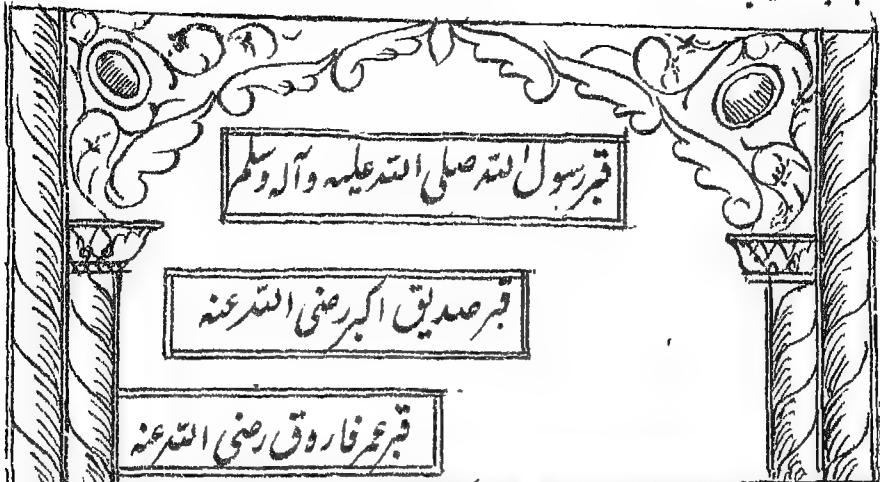 قبر رسول اللہ صلی اللہ علیہ وآلہ وسلم
قبر صدیق اکبر رضی اللہ عنہ
قبر عمر فاروق رضی اللہ عنہ